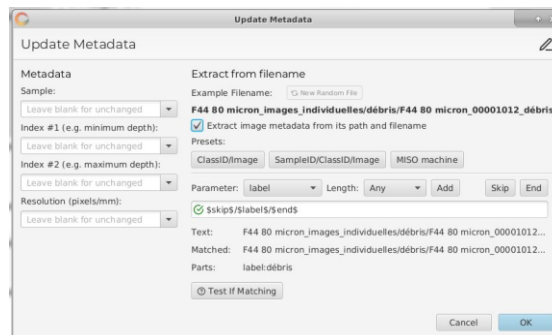 Update Metadata
Update Metadata
Metadata
Sample:
Leave blank for unchanged
Index #1 (e.g. minimum depth):
Leave blank for unchanged
Index #2 (e.g. maximum depth):
Leave blank for unchanged
Resolution (pixels/mm):
Leave blank for unchanged
Extract from filename
Example Filename: New Random File
F44 80 micron_images_individuelles/débris/F44 80 micron_00001012_débris
Extract image metadata from its path and filename
Presets:
ClassID/Image SampleID/ClassID/Image MISO machine
Parameter: label Length: Any Add Skip End
$skip$/$label$/$end$
Text: F44 80 micron_images_individuelles/débris/F44 80 micron_00001012...
Matched: F44 80 micron_images_individuelles/débris/F44 80 micron_00001012...
Parts: label:débris
Test If Matching
Cancel OK